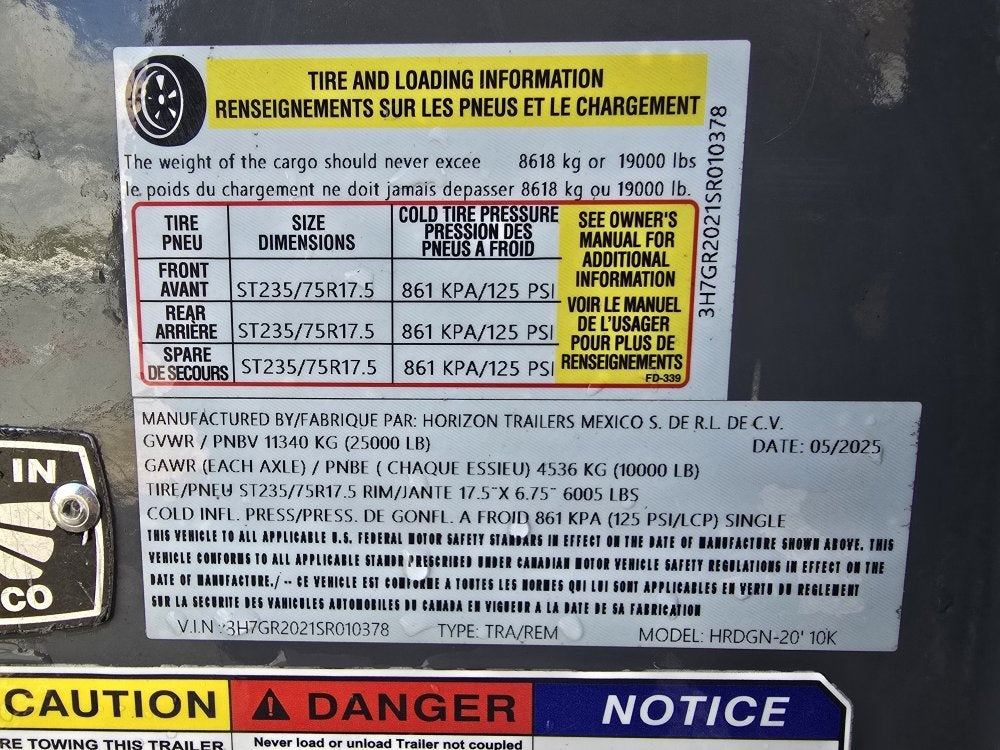 TIRE AND LOADING INFORMATION
RENSEIGNEMENTS SUR LES PNEUS ET LE CHARGEMENT
The weight of the cargo should never excee 8618 kg or 19000 lbs
le poids du chargement ne doit jamais depasser 8618 kg ou 19000 lb.
TIRE PNEU SIZE DIMENSIONS COLD TIRE PRESSURE PRESSION DES PNEUS A FROID
FRONT AVANT ST235/75R17.5 861 KPA/125 PSI
REAR ARRIÈRE ST235/75R17.5 861 KPA/125 PSI
SPARE DE SECOURS ST235/75R17.5 861 KPA/125 PSI
SEE OWNER'S
MANUAL FOR
ADDITIONAL
INFORMATION
VOIR LE MANUEL
DE L'USAGER
POUR PLUS DE
RENSEIGNEMENTS
FD-339
3H7GR2021SR010378
MANUFACTURED BY/FABRIQUE PAR: HORIZON TRAILERS MEXICO S. DE R.L. DE C.V.
GVWR / PNBV 11340 KG (25000 LB) DATE: 05/2025
GAWR (EACH AXLE) / PNBE ( CHAQUE ESSIEU) 4536 KG (10000 LB)
TIRE/PNEU ST235/75R17.5 RIM/JANTE 17.5"X 6.75" 6005 LBS
COLD INFL. PRESS/PRESS. DE GONFL. A FROID 861 KPA (125 PSI/LCP) SINGLE
THIS VEHICLE TO ALL APPLICABLE U.S. FEDERAL MOTOR SAFETY STANDARS IN EFFECT ON THE DATE OF MANUFACTURE SHOWN ABOVE. THIS
VEHICLE CONFORMS TO ALL APPLICABLE STANDR INSCRIBED UNDER CANADIAN MOTOR VEHICLE SAFETY REGULATIONS IN EFFECT ON THE
DATE OF MANUFACTURE./ -- CE VEHICLE EST CONFORME A TOUTES LES NORMES QUI LUI SONT APPLICABLES EN VERTU DU REGLEMENT
SUR LA SECURITE DES VANICULES AUTOMOBILES DU CANADA EN VIGUEUR A LA DATE DE SA FABRICATION
V.I.N :3H7GR2021SR010378 TYPE: TRA/REM MODEL: HRDGN-20' 10K
IN
CO
CAUTION
DANGER
NOTICE
RE TOWING THIS TRAILER
Never load or unload Trailer not coupled